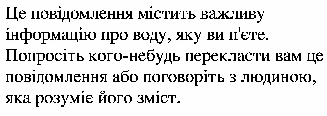 Це повідомлення містить важливу
інформацію про воду, яку ви п'єте.
Попросіть кого-небудь перекласти вам це
повідомлення або поговоріть з людиною,
яка розуміє його зміст.